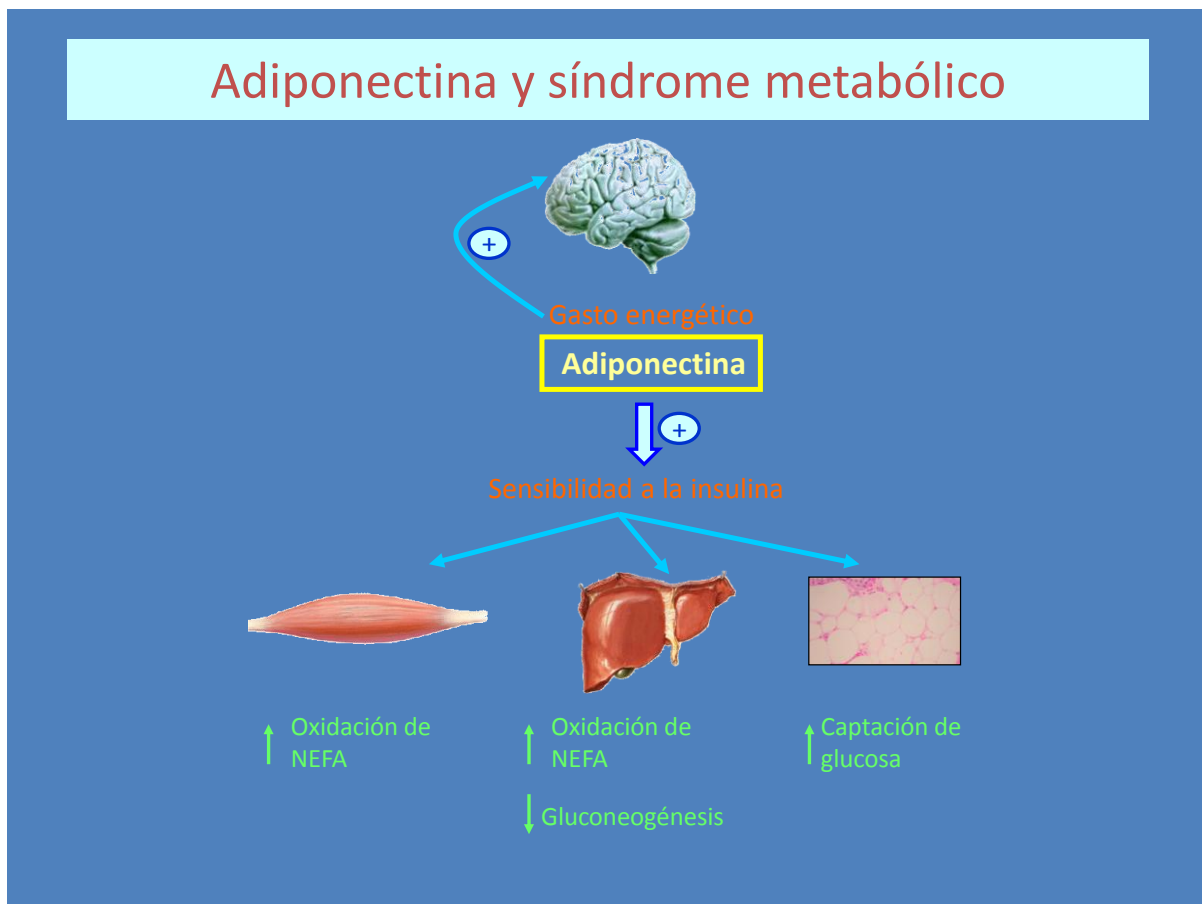 Adiponectina y síndrome metabólico
+
Gasto energético
Adiponectina
+
Sensibilidad a la insulina
Oxidación de
NEFA
Oxidación de
NEFA
Gluconeogénesis
Captación de
glucosa